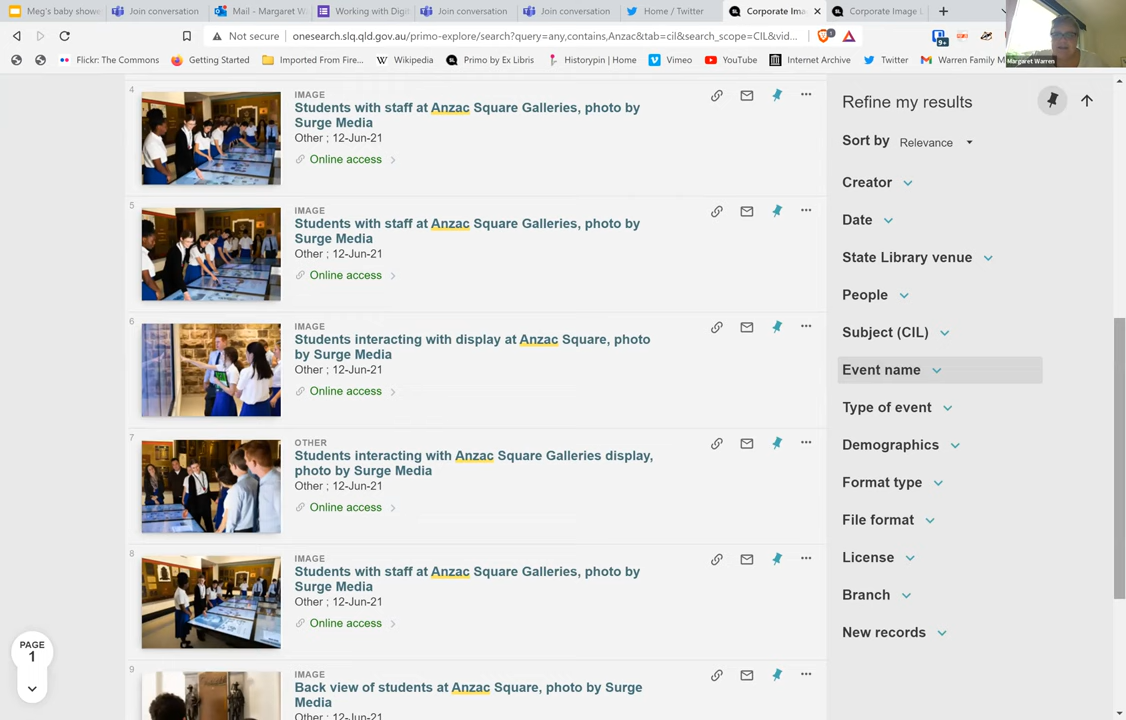 Meg's baby showe
Join conversation
Mail - Margaret W
Working with Digi
Join conversation
Join conversation
Home / Twitter
Corporate Ima
Corporate Image L
Not secure
onesearch.slq.qld.gov.au/primo-explore/search?query=any,contains,Anzac&tab=cil&search_scope=CIL&vid...
9+
Margaret Warren
Flickr: The Commons
Getting Started
Imported From Fire...
Wikipedia
Primo by Ex Libris
Historypin | Home
Vimeo
YouTube
Internet Archive
Twitter
Warren Family M
4
IMAGE
Students with staff at Anzac Square Galleries, photo by
Surge Media
Other ; 12-Jun-21
Online access
5
IMAGE
Students with staff at Anzac Square Galleries, photo by
Surge Media
Other ; 12-Jun-21
Online access
6
IMAGE
Students interacting with display at Anzac Square, photo
by Surge Media
Other ; 12-Jun-21
Online access
7
OTHER
Students interacting with Anzac Square Galleries display,
photo by Surge Media
Other ; 12-Jun-21
Online access
8
IMAGE
Students with staff at Anzac Square Galleries, photo by
Surge Media
Other ; 12-Jun-21
Online access
9
IMAGE
Back view of students at Anzac Square, photo by Surge
Media
Other ; 12-Jun-21
PAGE
1
Refine my results
Sort by Relevance
Creator
Date
State Library venue
People
Subject (CIL)
Event name
Type of event
Demographics
Format type
File format
License
Branch
New records